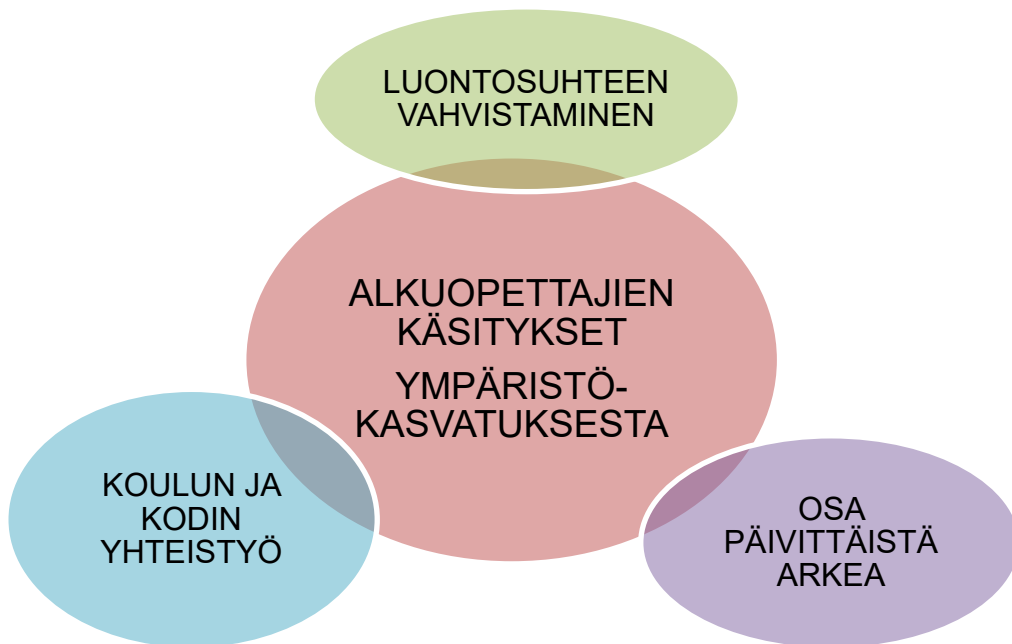 LUONTOSUHTEEN
VAHVISTAMINEN
ALKUOPETTAJIEN
KÄSITYKSET
YMPÄRISTÖ-
KASVATUKSESTA
KOULUN JA
KODIN
YHTEISTYÖ
OSA
PÄIVITTÄISTÄ
ARKEA